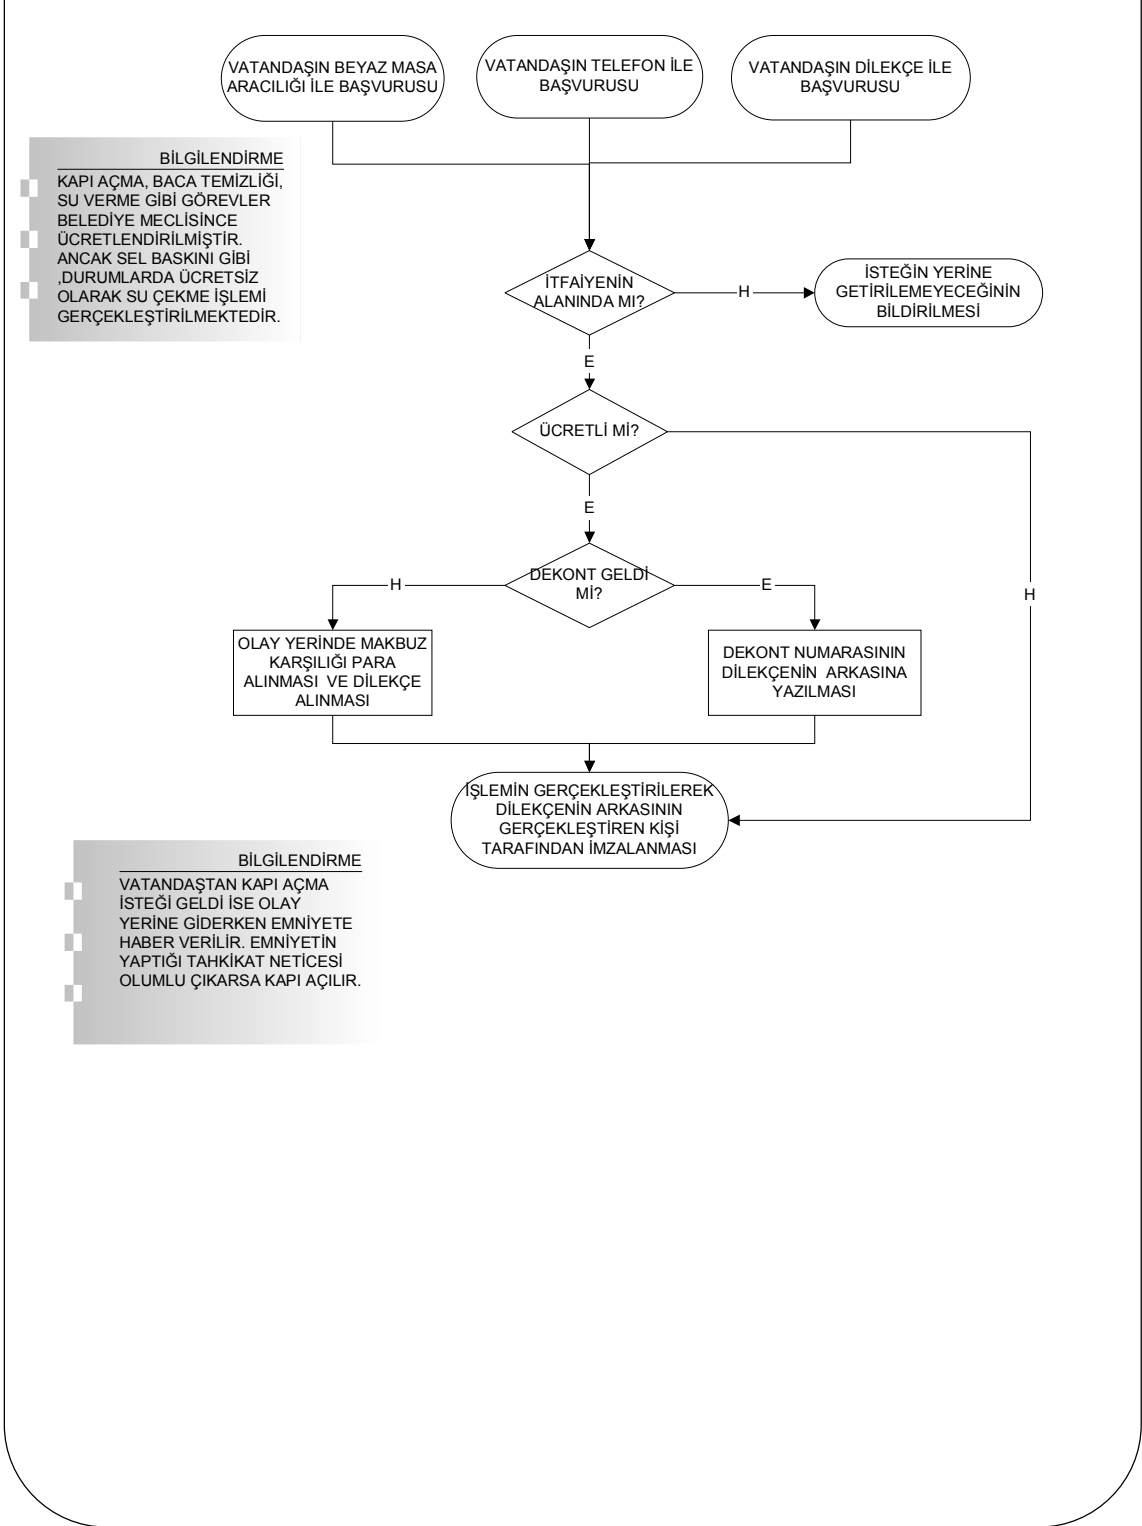 VATANDAŞIN BEYAZ MASA
ARACILIĞI İLE BAŞVURUSU
VATANDAŞIN TELEFON İLE
BAŞVURUSU
VATANDAŞIN DİLEKÇE İLE
BAŞVURUSU
BİLGİLENDİRME
KAPI AÇMA, BACA TEMİZLİĞİ,
SU VERME GİBİ GÖREVLER
BELEDİYE MECLİSİNCE
ÜCRETLENDİRİLMİŞTİR.
ANCAK SEL BASKINI GİBİ
,DURUMLARDA ÜCRETSİZ
OLARAK SU ÇEKME İŞLEMİ
GERÇEKLEŞTİRİLMEKTEDİR.
İTFAİYENİN
ALANINDA MI?
H
İSTEĞİN YERİNE
GETİRİLEMEYECEĞİNİN
BİLDİRİLMESİ
E
ÜCRETLİ Mİ?
E
DEKONT GELDİ
Mİ?
H
E
H
OLAY YERİNDE MAKBUZ
KARŞILIĞI PARA
ALINMASI  VE DİLEKÇE
ALINMASI
DEKONT NUMARASININ
DİLEKÇENİN  ARKASINA
YAZILMASI
İŞLEMİN GERÇEKLEŞTİRİLEREK
DİLEKÇENİN ARKASININ
GERÇEKLEŞTİREN KİŞİ
TARAFINDAN İMZALANMASI
BİLGİLENDİRME
VATANDAŞTAN KAPI AÇMA
İSTEĞİ GELDİ İSE OLAY
YERİNE GİDERKEN EMNİYETE
HABER VERİLİR. EMNİYETİN
YAPTIĞI TAHKİKAT NETİCESİ
OLUMLU ÇIKARSA KAPI AÇILIR.